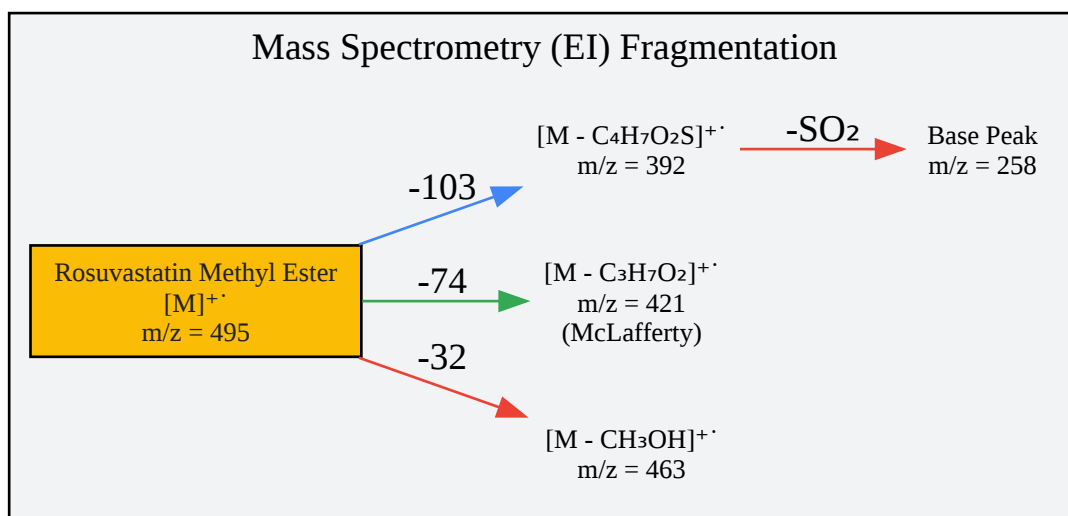 Mass Spectrometry (EI) Fragmentation
[M - C₄H₇O₂S]⁺˙
m/z = 392
-SO₂
Base Peak
m/z = 258
-103
Rosuvastatin Methyl Ester
[M]⁺˙
m/z = 495
-74
[M - C₃H₇O₂]⁺˙
m/z = 421
(McLafferty)
-32
[M - CH₃OH]⁺˙
m/z = 463